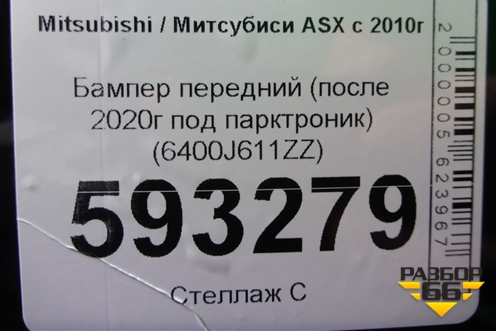 Mitsubishi / Митсубиси ASX с 2010г
Бампер передний (после
2020г под парктроник)
(6400J611ZZ)
593279
Стеллаж С
2000005623967
РАЗБОР
66